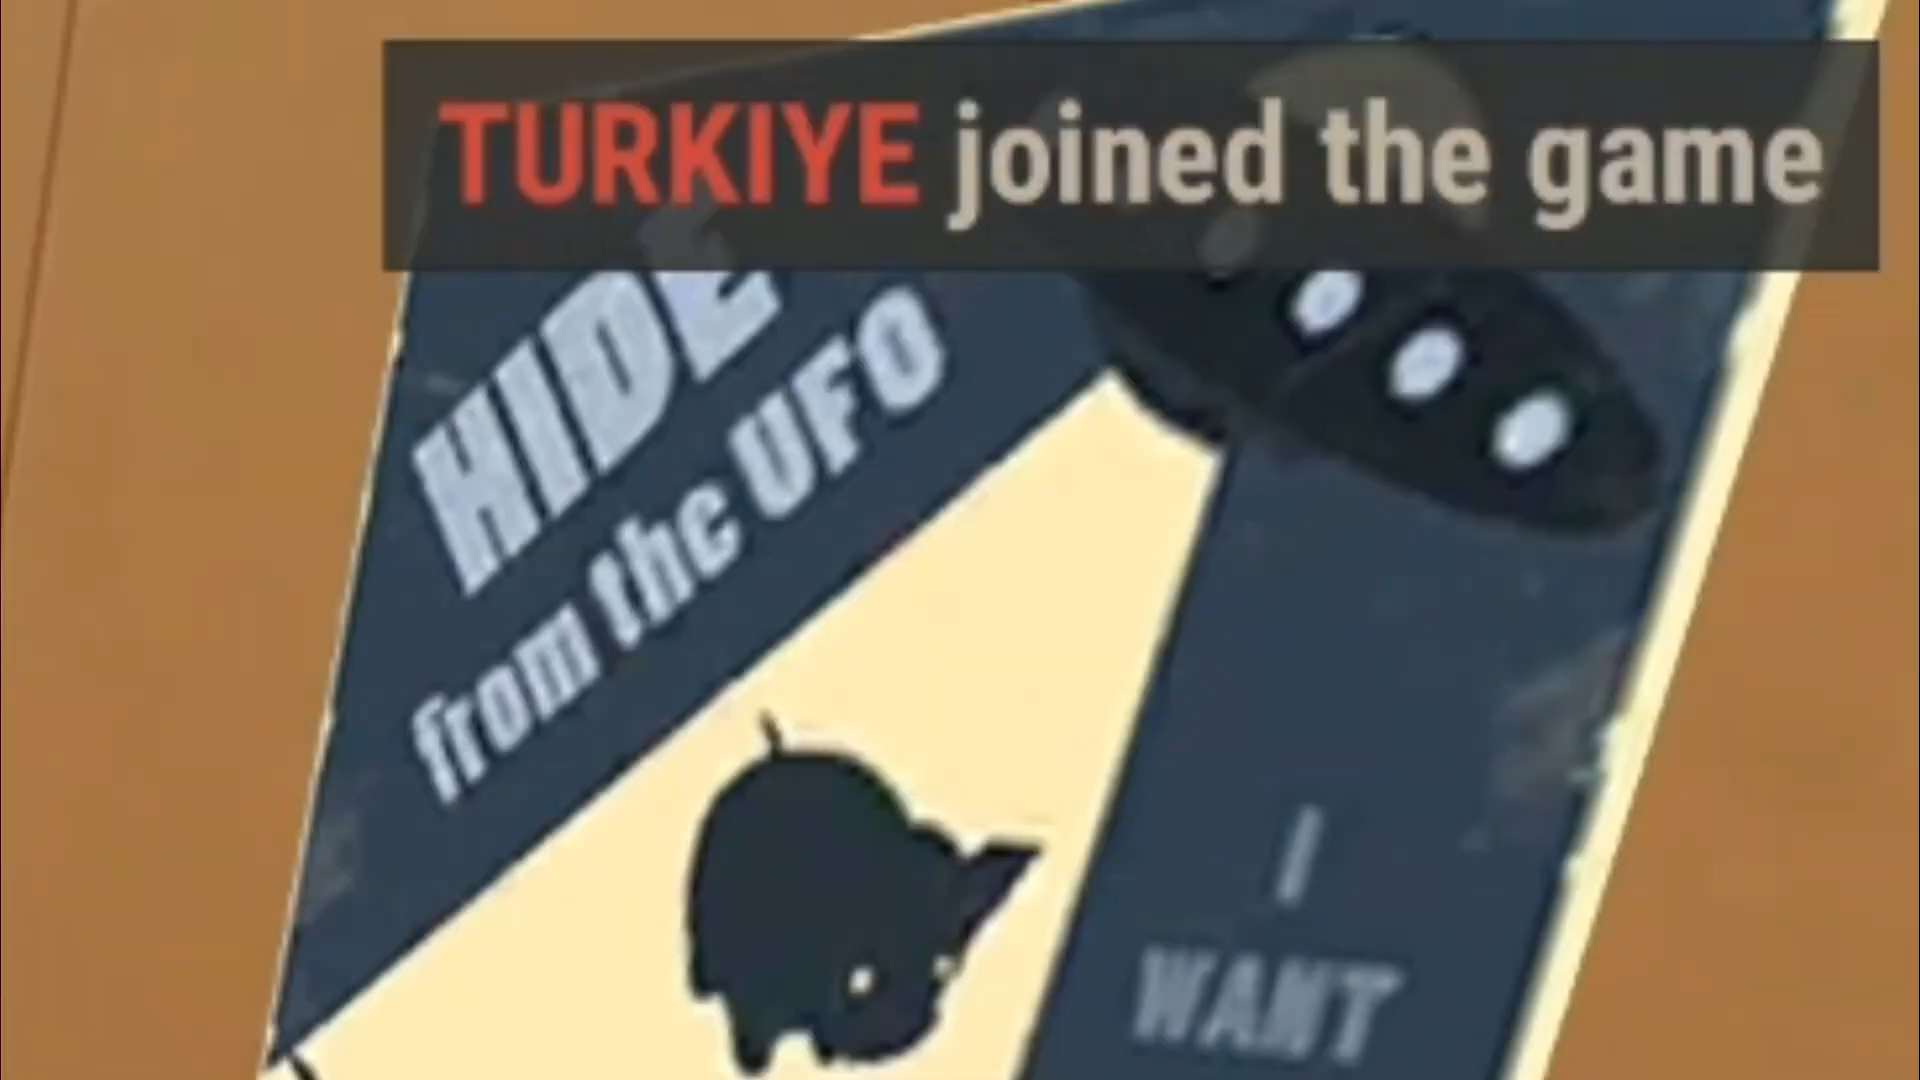 TURKIYE joined the game
HIDE
from the UFO
I
WANT